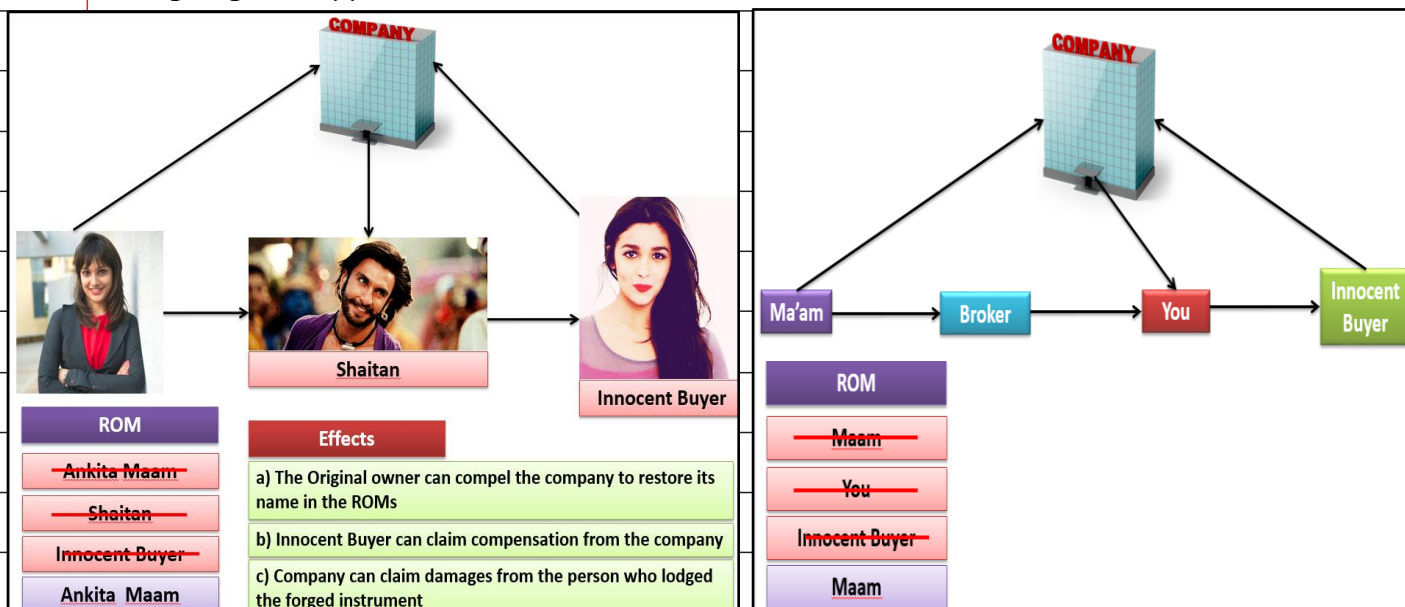 COMPANY
Shaitan
Innocent Buyer
ROM
Ankita Maam
Shaitan
Innocent Buyer
Ankita Maam
Effects
a) The Original owner can compel the company to restore its
name in the ROMs
b) Innocent Buyer can claim compensation from the company
c) Company can claim damages from the person who lodged
the forged instrument
COMPANY
Ma'am
Broker
You
Innocent
Buyer
ROM
Maam
You
Innocent Buyer
Maam